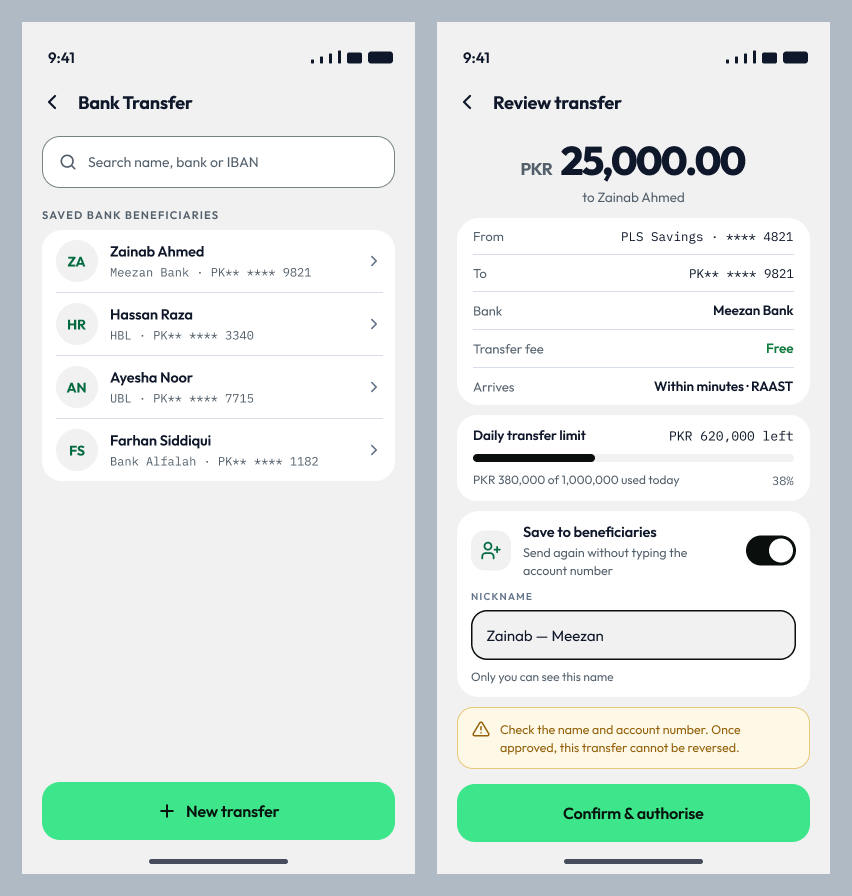 9:41
Bank Transfer
Search name, bank or IBAN
SAVED BANK BENEFICIARIES
ZA
Zainab Ahmed
Meezan Bank · PK** **** 9821
HR
Hassan Raza
HBL · PK** **** 3340
AN
Ayesha Noor
UBL · PK** **** 7715
FS
Farhan Siddiqui
Bank Alfalah · PK** **** 1182
New transfer
9:41
Review transfer
PKR 25,000.00
to Zainab Ahmed
From PLS Savings · **** 4821
To PK** **** 9821
Bank Meezan Bank
Transfer fee Free
Arrives Within minutes · RAAST
Daily transfer limit PKR 620,000 left
PKR 380,000 of 1,000,000 used today 38%
Save to beneficiaries
Send again without typing the
account number
NICKNAME
Zainab — Meezan
Only you can see this name
Check the name and account number. Once
approved, this transfer cannot be reversed.
Confirm & authorise